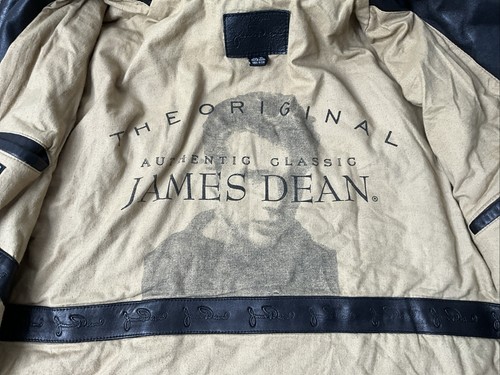 THE ORIGINAL
AUTHENTIC CLASSIC
JAMES DEAN®